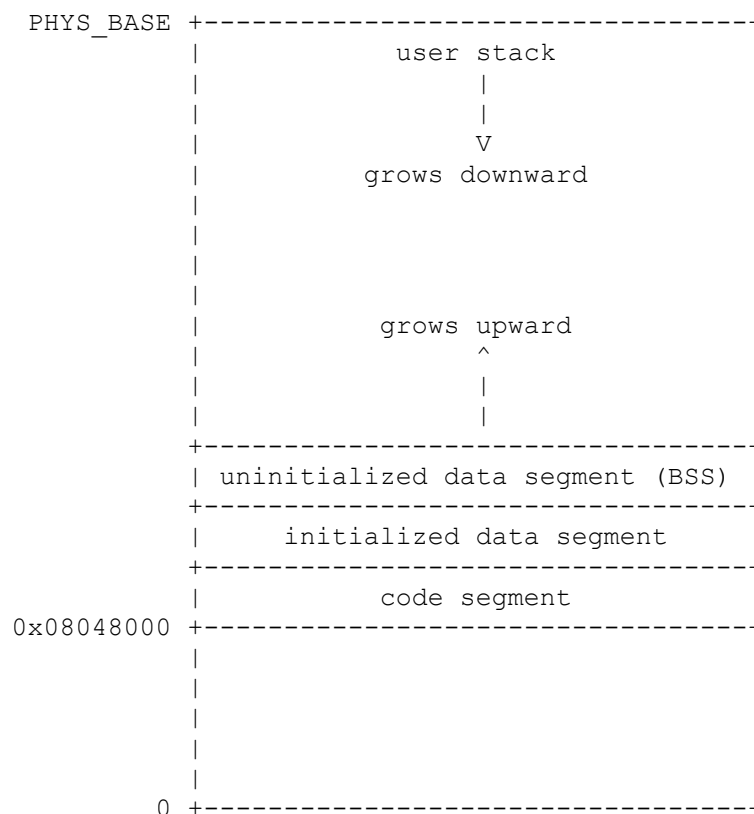 PHYS_BASE +----------------------------------+
| user stack
| |
| |
| V
| grows downward
|
|
|
|
| grows upward
| ^
| |
| |
+----------------------------------+
| uninitialized data segment (BSS)
+----------------------------------+
| initialized data segment
+----------------------------------+
| code segment
0x08048000 +----------------------------------+
|
|
|
|
|
0 +----------------------------------+